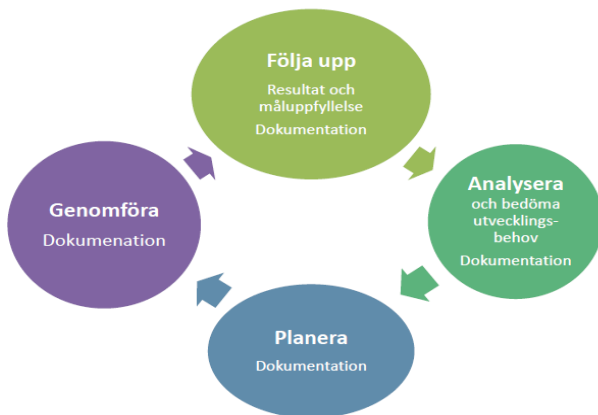 Följa upp
Resultat och
måluppfyllelse
Dokumentation
Analysera
och bedöma
utvecklings-
behov
Dokumentation
Planera
Dokumentation
Genomföra
Dokumenation